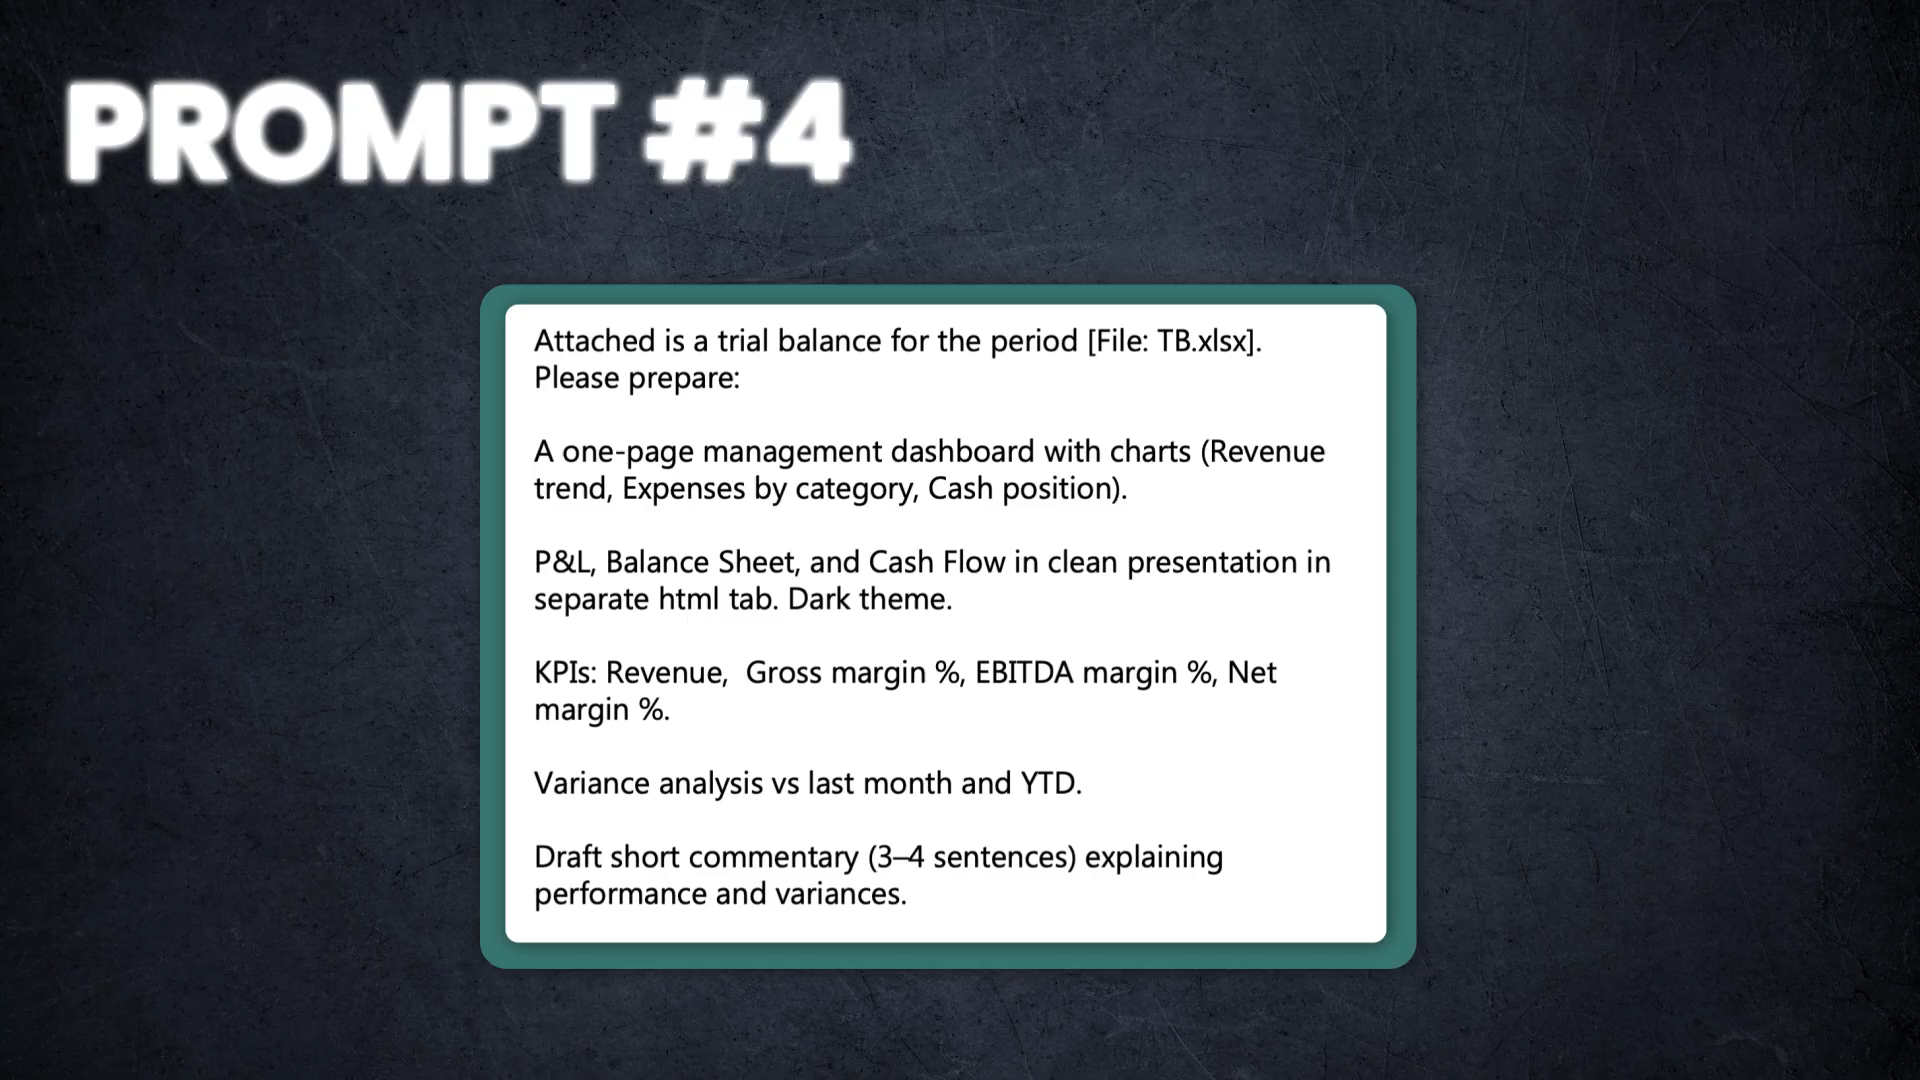 PROMPT #4
Attached is a trial balance for the period [File: TB.xlsx].
Please prepare:
A one-page management dashboard with charts (Revenue
trend, Expenses by category, Cash position).
P&L, Balance Sheet, and Cash Flow in clean presentation in
separate html tab. Dark theme.
KPIs: Revenue,  Gross margin %, EBITDA margin %, Net
margin %.
Variance analysis vs last month and YTD.
Draft short commentary (3–4 sentences) explaining
performance and variances.